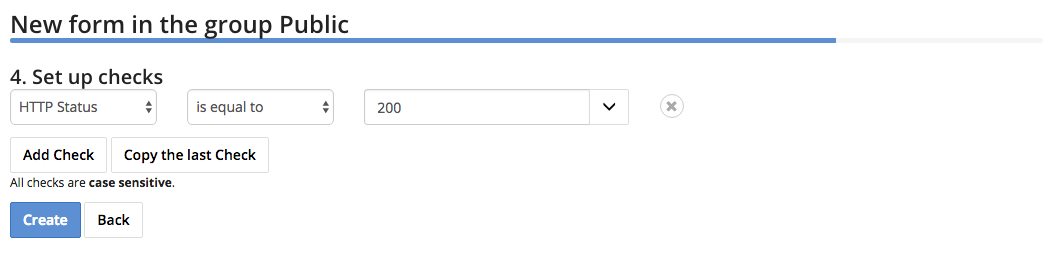 New form in the group Public
4. Set up checks
HTTP Status is equal to 200
Add Check Copy the last Check
All checks are case sensitive.
Create Back